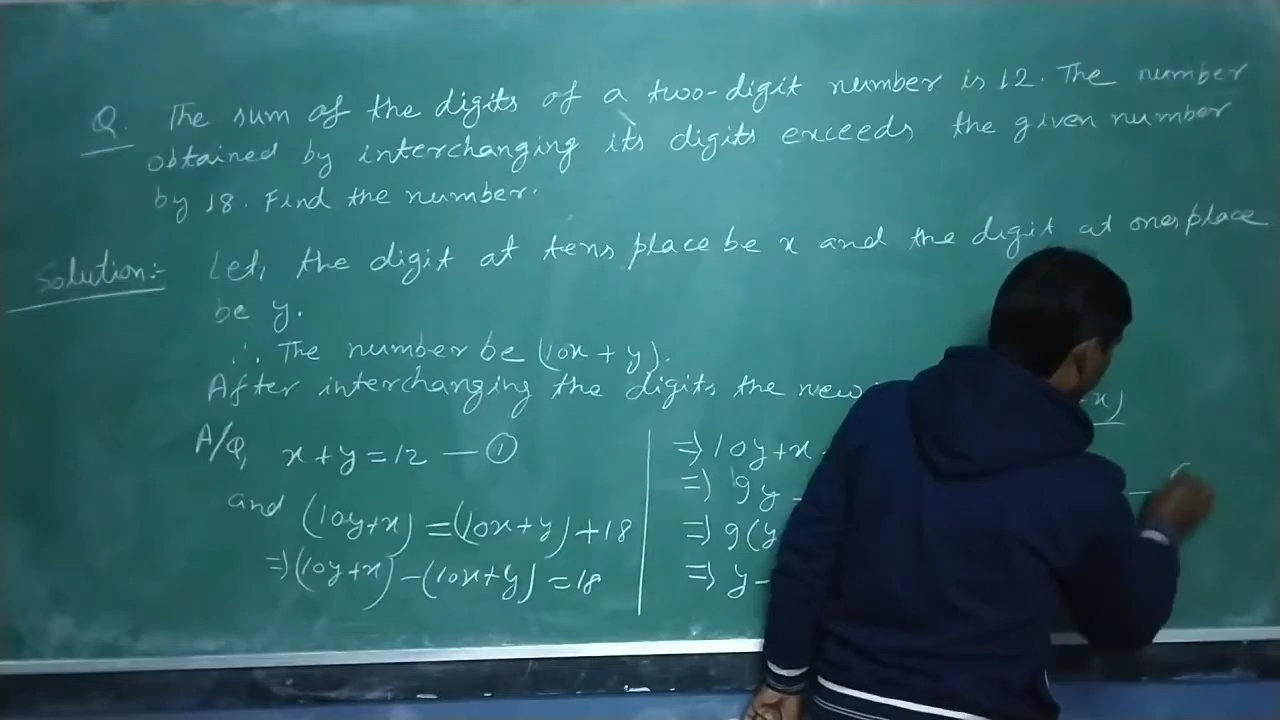 Q. The sum of the digits of a two-digit number is 12. The number
obtained by interchanging its digits exceeds the given number
by 18. Find the number.
Solution:- Let, the digit at tens place be x and the digit at ones place
be y.
∴ The number be (10x + y).
After interchanging the digits the new x)
A/Q, x + y = 12 — ①
and (10y+x) = (10x+y) + 18
⇒ (10y+x) - (10x+y) = 18
⇒ 10y+x
⇒ 9y -
⇒ 9(y
⇒ y -